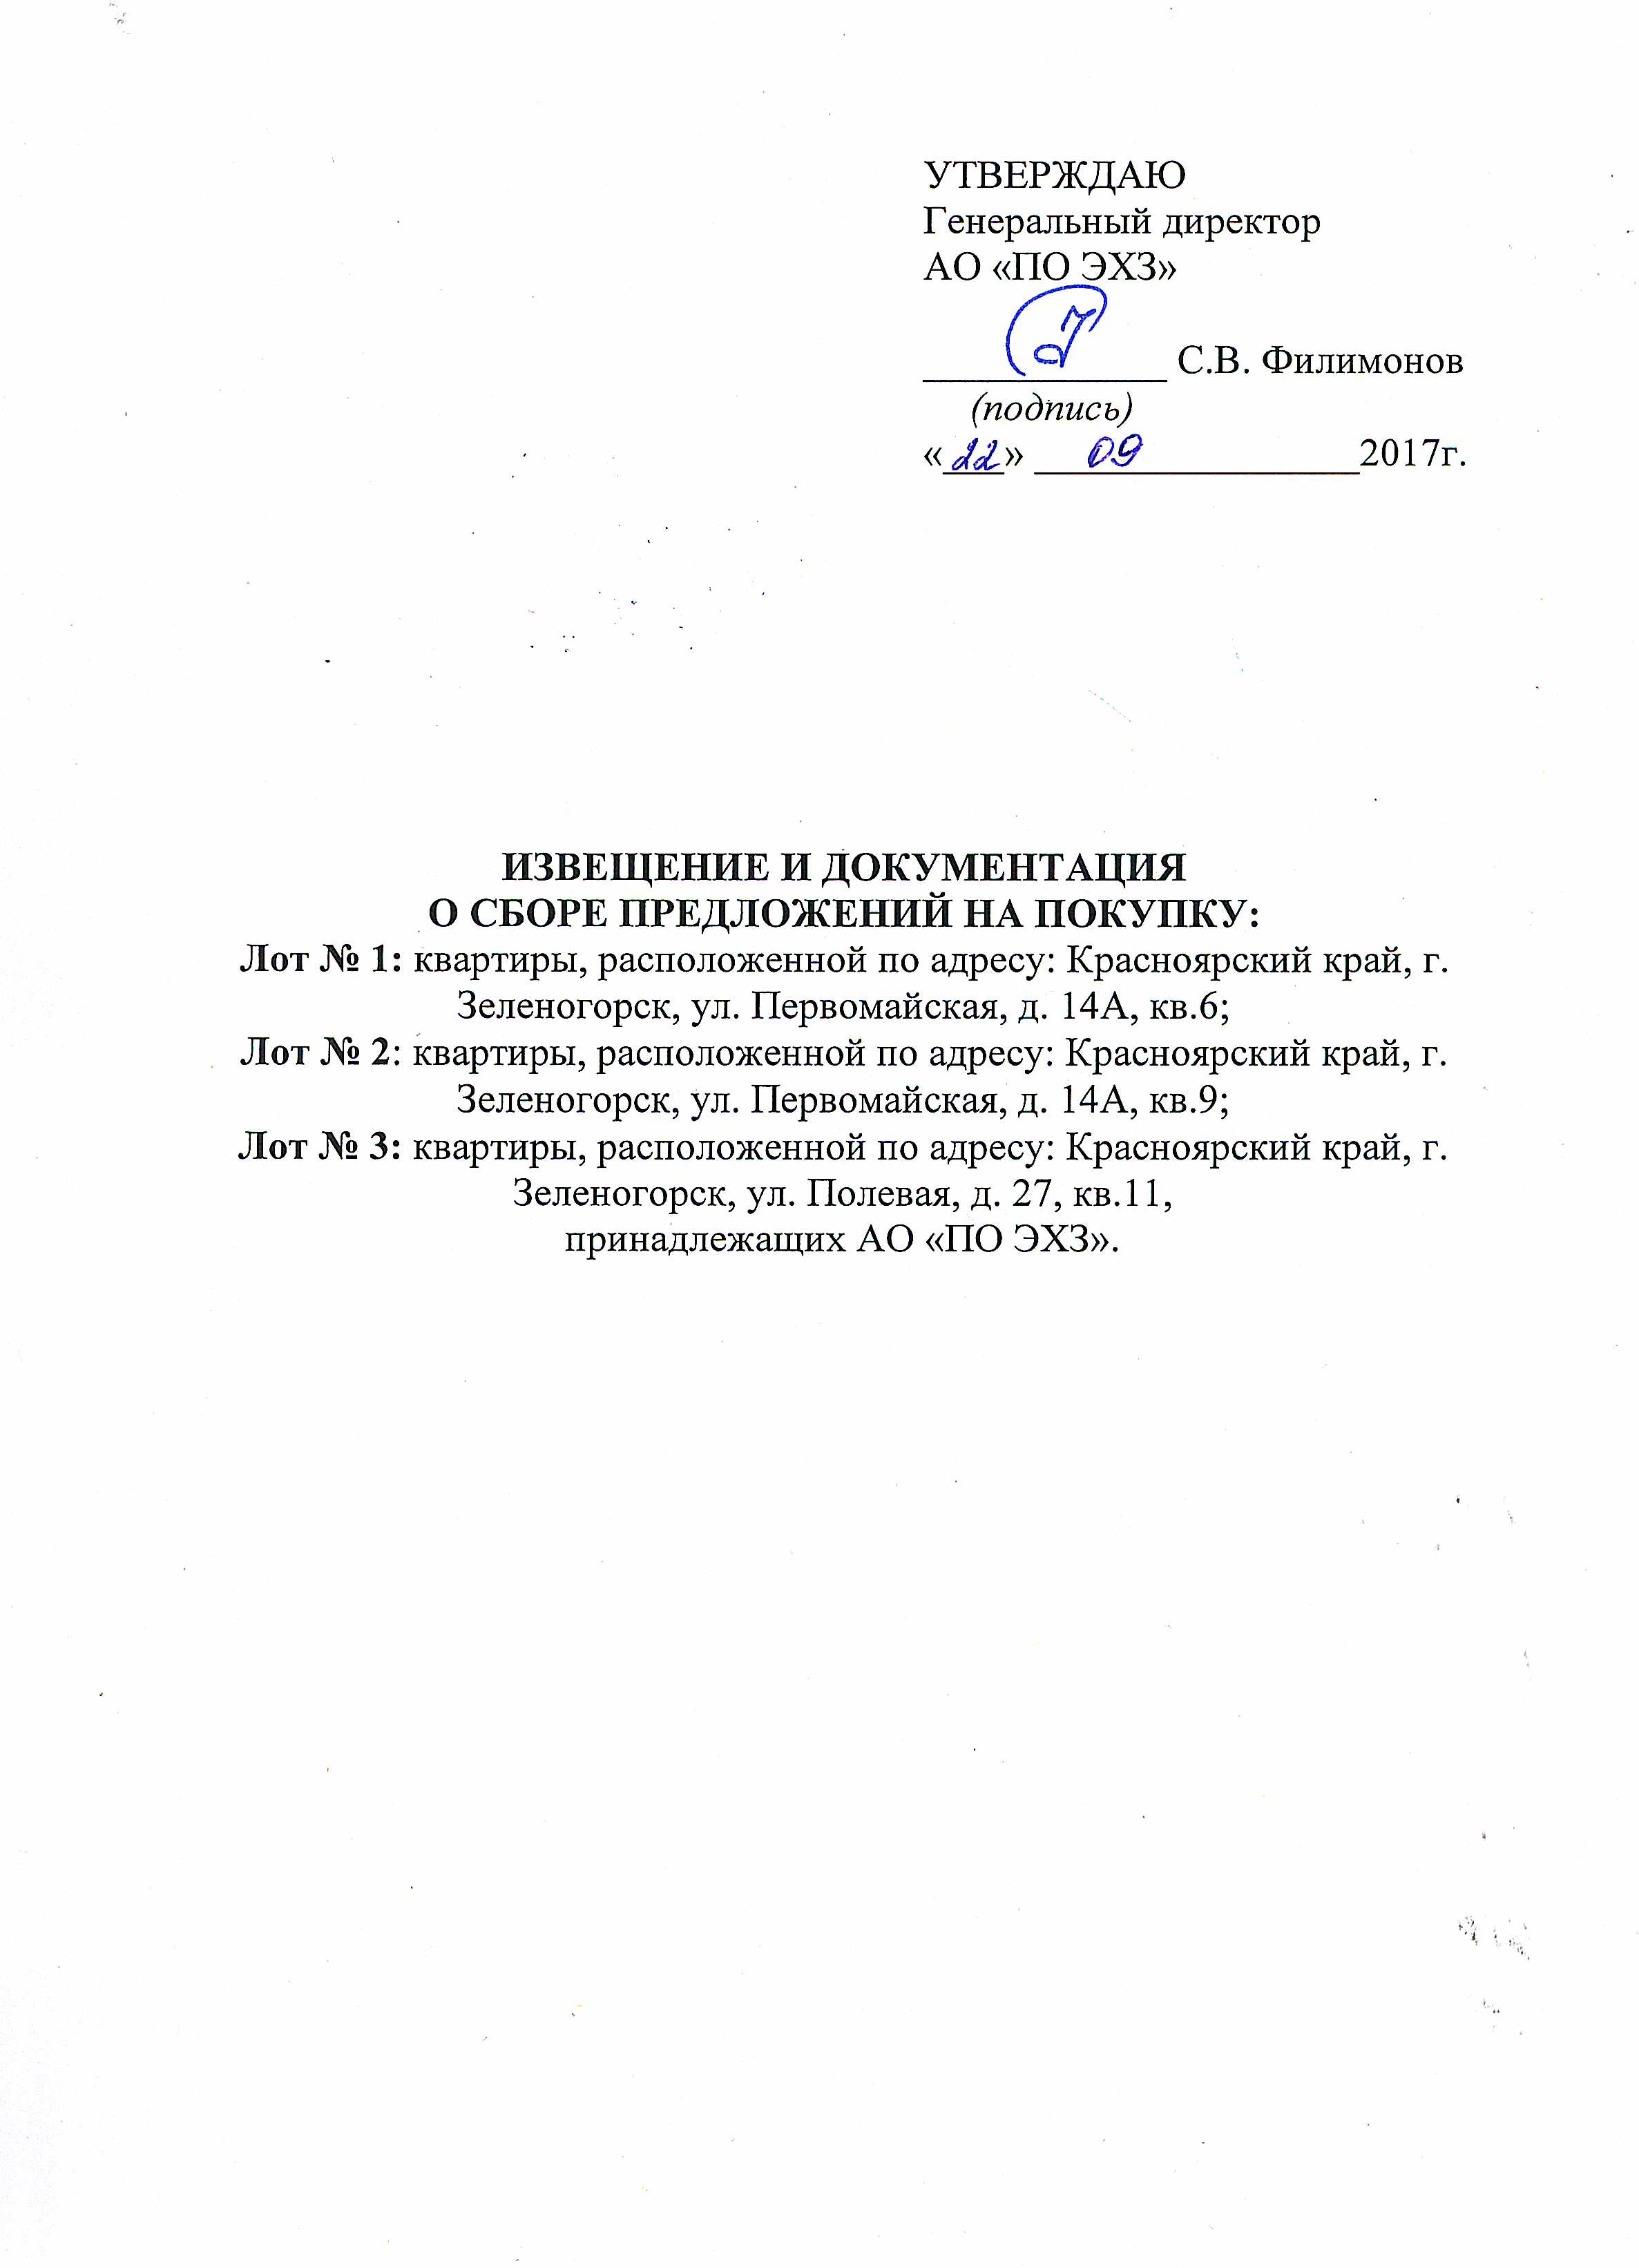 УТВЕРЖДАЮ
Генеральный директор
АО «ПО ЭХЗ»
____________ С.В. Филимонов
(подпись)
«22» 09 2017г.
ИЗВЕЩЕНИЕ И ДОКУМЕНТАЦИЯ
О СБОРЕ ПРЕДЛОЖЕНИЙ НА ПОКУПКУ:
Лот № 1: квартиры, расположенной по адресу: Красноярский край, г.
Зеленогорск, ул. Первомайская, д. 14А, кв.6;
Лот № 2: квартиры, расположенной по адресу: Красноярский край, г.
Зеленогорск, ул. Первомайская, д. 14А, кв.9;
Лот № 3: квартиры, расположенной по адресу: Красноярский край, г.
Зеленогорск, ул. Полевая, д. 27, кв.11,
принадлежащих АО «ПО ЭХЗ».